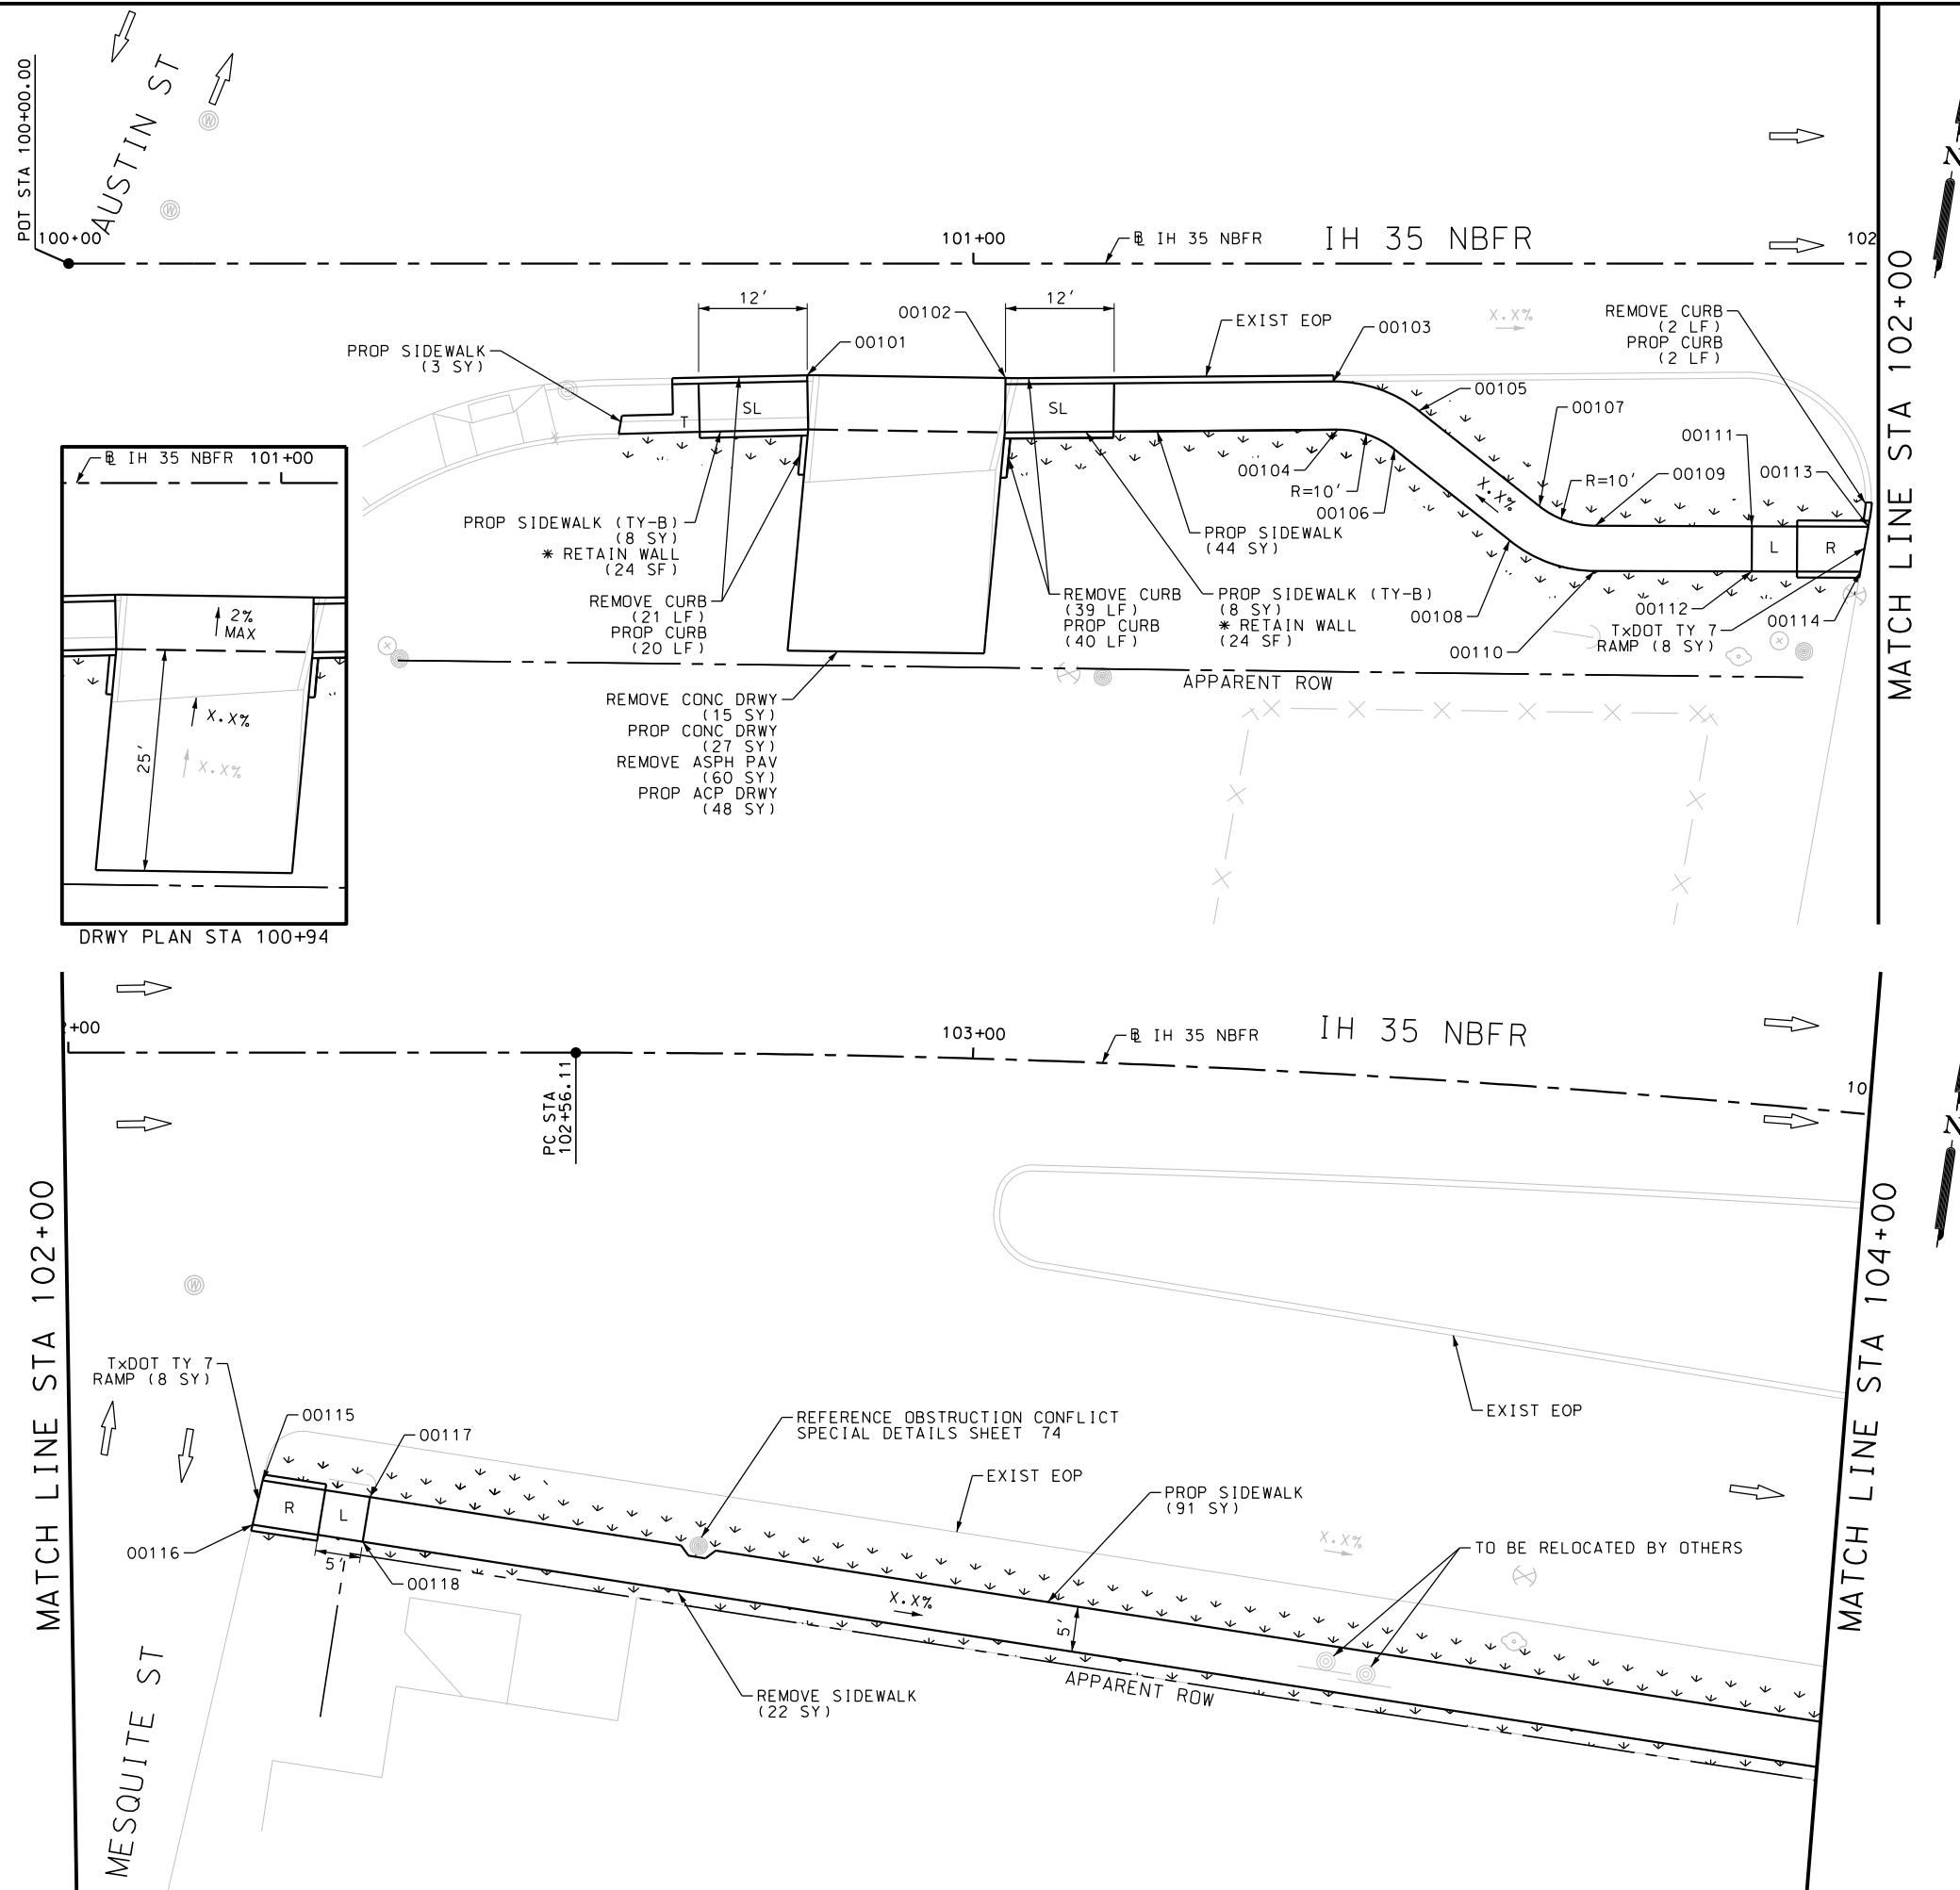 POT STA 100+00.00
AUSTIN ST
100+00
101+00
B IH 35 NBFR
IH 35 NBFR
102
N
MATCH LINE STA 102+00
12'
12'
00101
00102
EXIST EOP
00103
X.X%
REMOVE CURB
(2 LF)
PROP CURB
(2 LF)
PROP SIDEWALK
(3 SY)
T
SL
SL
00105
00107
00111
00104
R=10'
00106
X.X%
R=10'
00109
00113
PROP SIDEWALK (TY-B)
(8 SY)
* RETAIN WALL
(24 SF)
REMOVE CURB
(21 LF)
PROP CURB
(20 LF)
PROP SIDEWALK
(44 SY)
L
R
REMOVE CURB
(39 LF)
PROP CURB
(40 LF)
PROP SIDEWALK (TY-B)
(8 SY)
* RETAIN WALL
(24 SF)
00108
00110
00112
00114
TxDOT TY 7
RAMP (8 SY)
APPARENT ROW
REMOVE CONC DRWY
(15 SY)
PROP CONC DRWY
(27 SY)
REMOVE ASPH PAV
(60 SY)
PROP ACP DRWY
(48 SY)
B IH 35 NBFR 101+00
2%
MAX
X.X%
25'
X.X%
DRWY PLAN STA 100+94
+00
PC STA
102+56.11
103+00
B IH 35 NBFR
IH 35 NBFR
10
N
MATCH LINE STA 102+00
MATCH LINE STA 104+00
W
W
W
TxDOT TY 7
RAMP (8 SY)
00115
00117
R
L
00116
5'
00118
REFERENCE OBSTRUCTION CONFLICT
SPECIAL DETAILS SHEET 74
EXIST EOP
EXIST EOP
PROP SIDEWALK
(91 SY)
X.X%
TO BE RELOCATED BY OTHERS
X.X%
5'
APPARENT ROW
REMOVE SIDEWALK
(22 SY)
MESQUITE ST